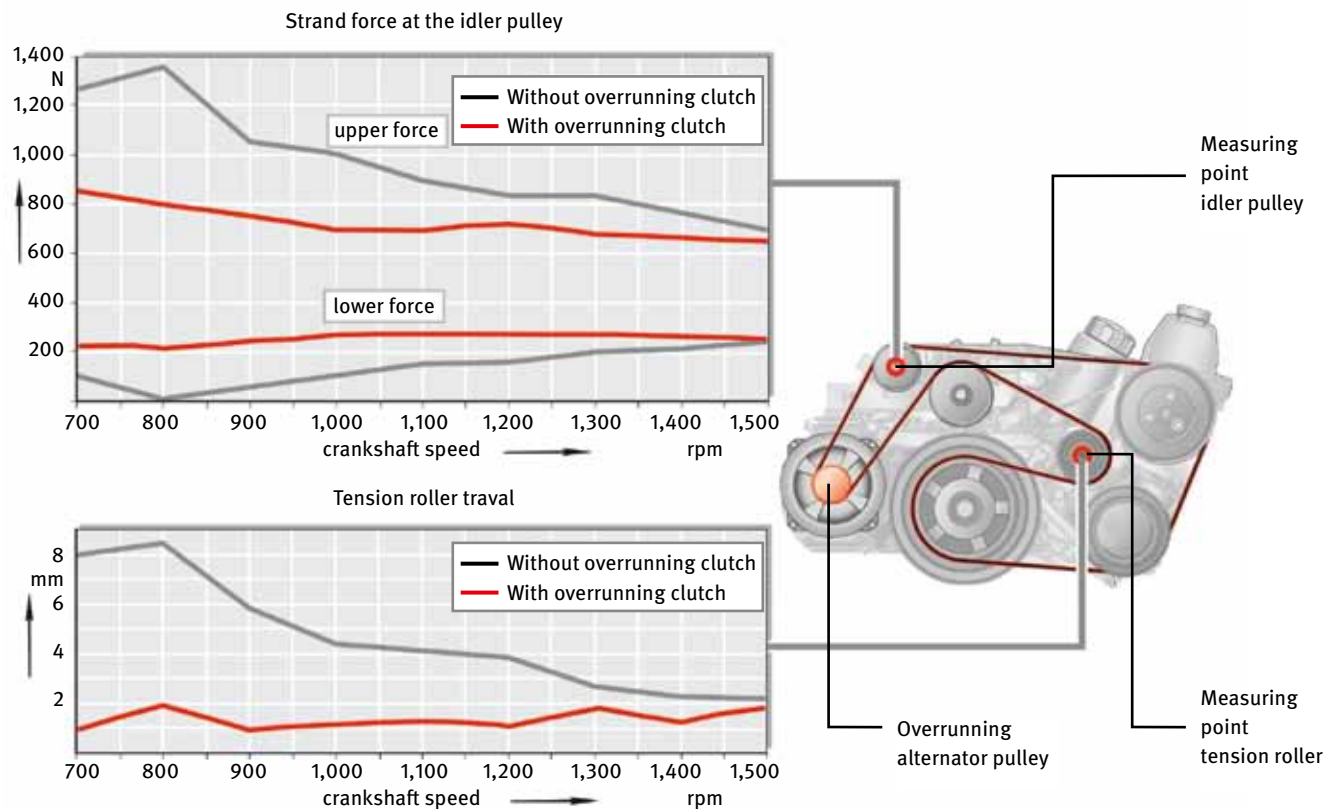 Strand force at the idler pulley
1,400
N
1,200
1,000
800
600
400
200
Without overrunning clutch
With overrunning clutch
upper force
lower force
700 800 900 1,000 1,100 1,200 1,300 1,400 1,500
crankshaft speed rpm
Measuring
point
idler pulley
Tension roller traval
8
mm
6
4
2
Without overrunning clutch
With overrunning clutch
700 800 900 1,000 1,100 1,200 1,300 1,400 1,500
crankshaft speed rpm
Overrunning
alternator pulley
Measuring
point
tension roller